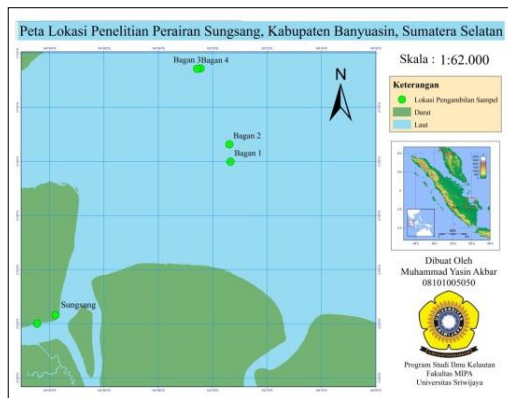 Peta Lokasi Penelitian Perairan Sungsang, Kabupaten Banyuasin, Sumatera Selatan
Bagan 3 Bagan 4
N
Bagan 2
Bagan 1
Sungsang
Skala : 1:62.000
Keterangan
Lokasi Pengambilan Sampel
Darat
Laut
Dibuat Oleh
Muhammad Yasin Akbar
08101005050
Program Studi Ilmu Kelautan
Fakultas MIPA
Universitas Sriwijaya